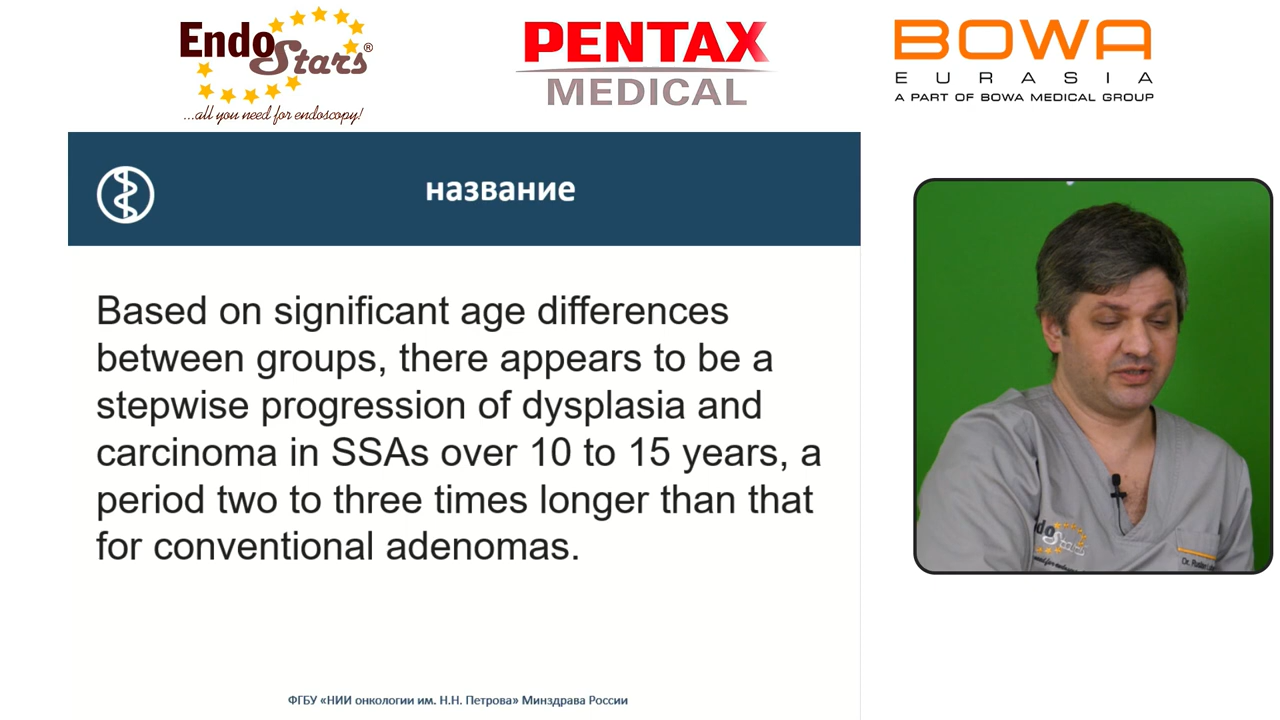 Endo
Stars®
...all you need for endoscopy!
PENTAX
MEDICAL
BOWA
EURASIA
A PART OF BOWA MEDICAL GROUP
название
Based on significant age differences
between groups, there appears to be a
stepwise progression of dysplasia and
carcinoma in SSAs over 10 to 15 years, a
period two to three times longer than that
for conventional adenomas.
Stars
Dr.
ФГБУ «НИИ онкологии им. Н.Н. Петрова» Минздрава России